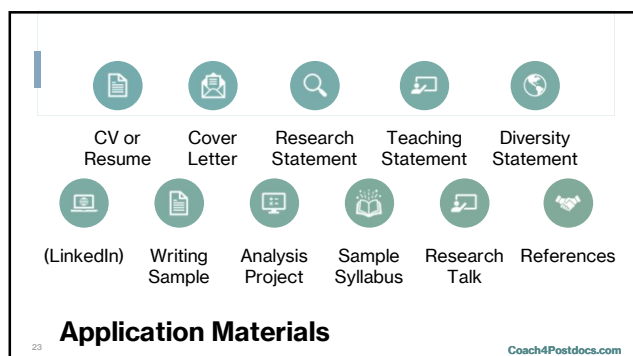 CV or
Resume
Cover
Letter
Research
Statement
Teaching
Statement
Diversity
Statement
(LinkedIn)
Writing
Sample
Analysis
Project
Sample
Syllabus
Research
Talk
References
Application Materials
23
Coach4Postdocs.com